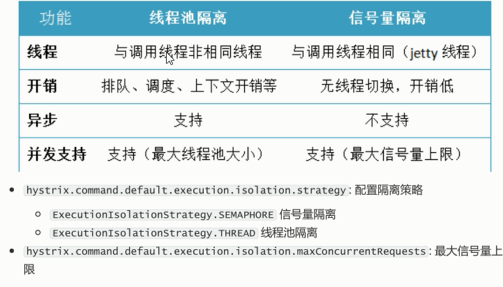 功能 线程池隔离 信号量隔离
线程 与调用线程非相同线程 与调用线程相同（jetty 线程）
开销 排队、调度、上下文开销等 无线程切换，开销低
异步 支持 不支持
并发支持 支持（最大线程池大小） 支持（最大信号量上限）
hystrix.command.default.execution.isolation.strategy : 配置隔离策略
ExecutionIsolationStrategy.SEMAPHORE 信号量隔离
ExecutionIsolationStrategy.THREAD 线程池隔离
hystrix.command.default.execution.isolation.maxConcurrentRequests : 最大信号量上
限